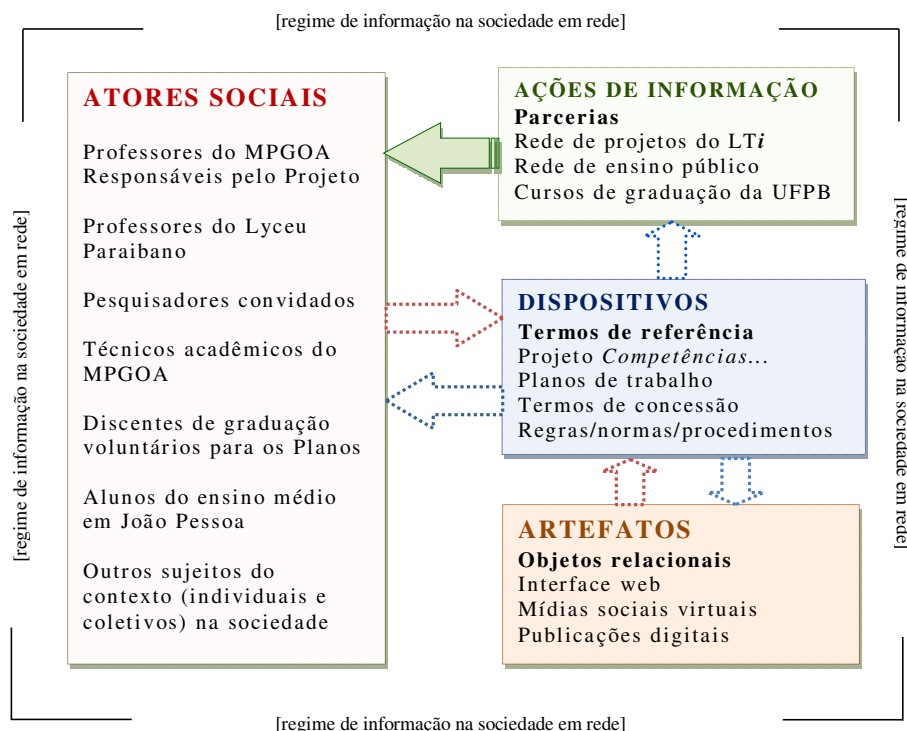 [regime de informação na sociedade em rede]
ATORES SOCIAIS
Professores do MPGOA
Responsáveis pelo Projeto
Professores do Lyceu
Paraibano
Pesquisadores convidados
Técnicos acadêmicos do
MPGOA
Discentes de graduação
voluntários para os Planos
Alunos do ensino médio
em João Pessoa
Outros sujeitos do
contexto (individuais e
coletivos) na sociedade
AÇÕES DE INFORMAÇÃO
Parcerias
Rede de projetos do LTi
Rede de ensino público
Cursos de graduação da UFPB
DISPOSITIVOS
Termos de referência
Projeto Competências...
Planos de trabalho
Termos de concessão
Regras/normas/procedimentos
ARTEFATOS
Objetos relacionais
Interface web
Mídias sociais virtuais
Publicações digitais
[regime de informação na sociedade em rede]
[regime de informação na sociedade em rede]
[regime de informação na sociedade em rede]